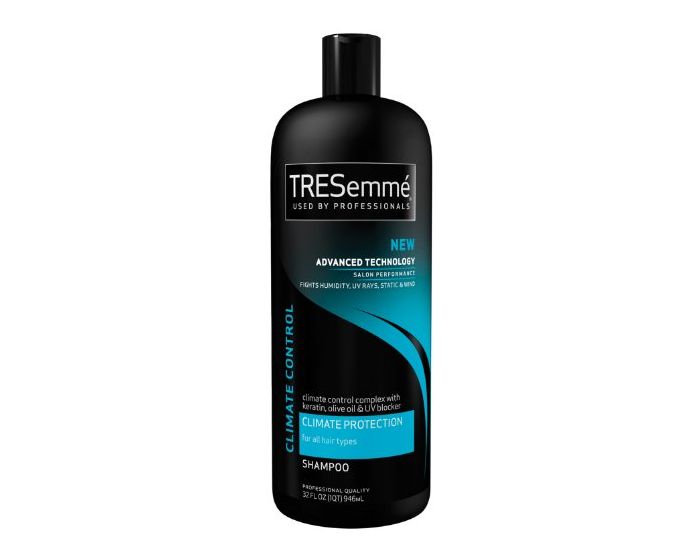 TRESemmé
USED BY PROFESSIONALS
NEW
ADVANCED TECHNOLOGY
SALON PERFORMANCE
FIGHTS HUMIDITY, UV RAYS, STATIC & WIND
CLIMATE CONTROL
climate control complex with
keratin, olive oil & UV blocker
CLIMATE PROTECTION
for all hair types
SHAMPOO
PROFESSIONAL QUALITY
32 FL OZ (1QT) 946mL